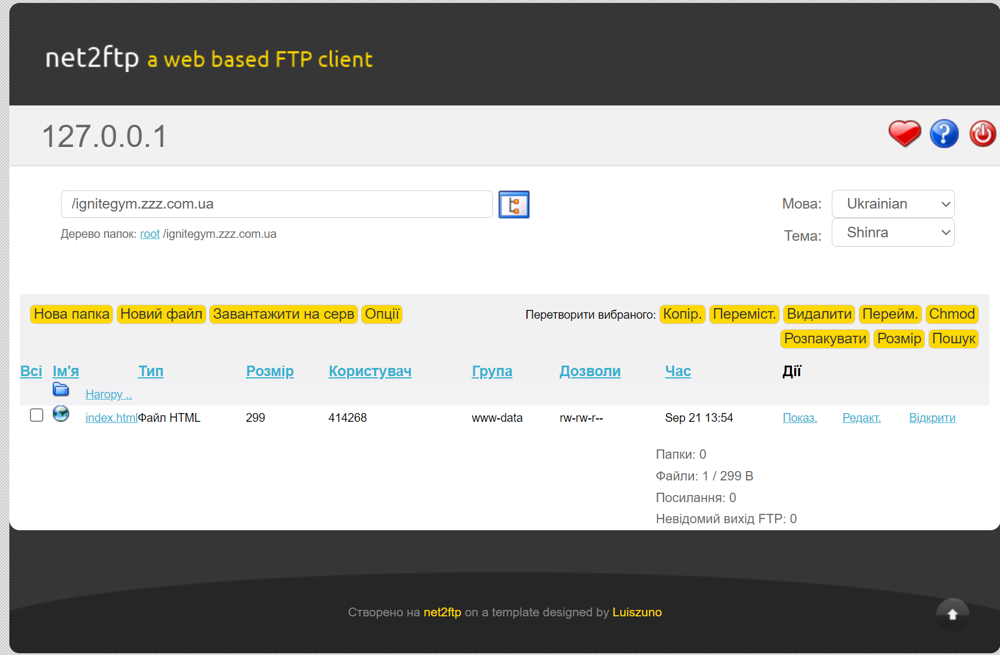 net2ftp a web based FTP client
127.0.0.1
/ignitegym.zzz.com.ua
Мова: Ukrainian
Дерево папок: root /ignitegym.zzz.com.ua
Тема: Shinra
Нова папка Новий файл Завантажити на серв Опції Перетворити вибраного: Копір. Переміст. Видалити Перейм. Chmod
Розпакувати Розмір Пошук
Всі Ім'я Тип Розмір Користувач Група Дозволи Час Дії
Нагору ..
index.html Файл HTML 299 414268 www-data rw-rw-r-- Sep 21 13:54 Показ. Редакт. Відкрити
Папки: 0
Файли: 1 / 299 B
Посилання: 0
Невідомий вихід FTP: 0
Створено на net2ftp on a template designed by Luiszuno